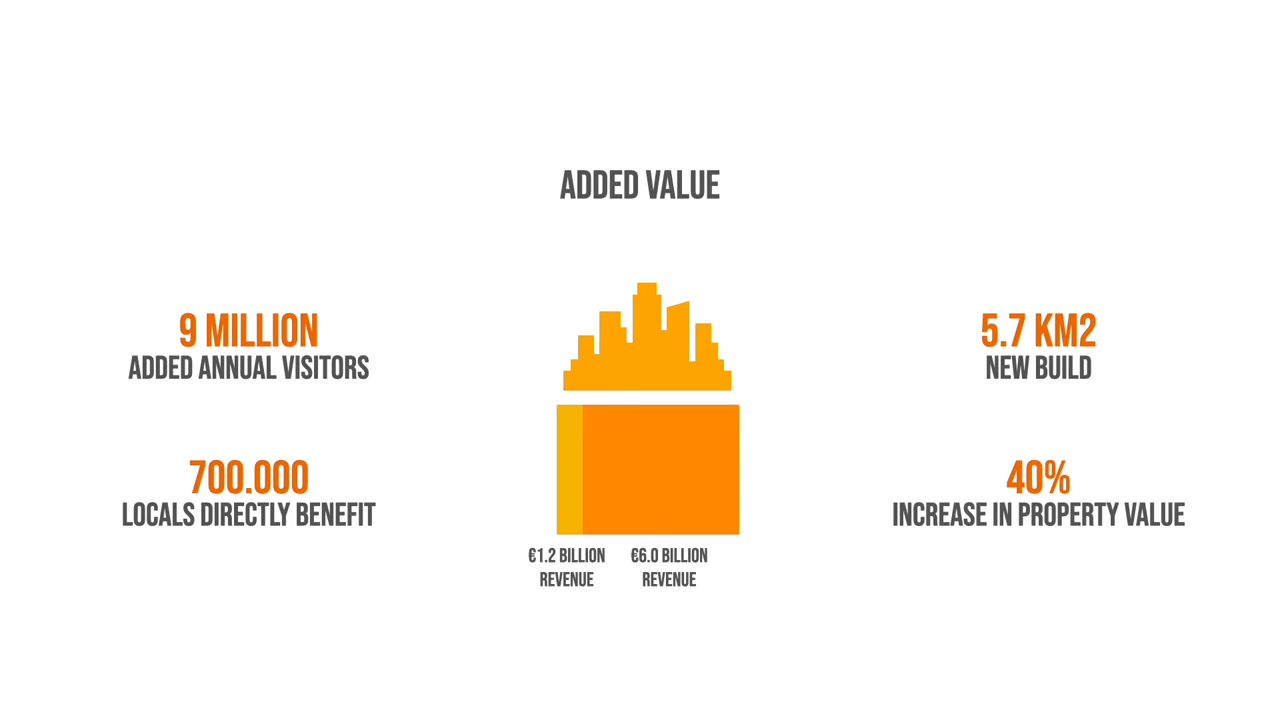 ADDED VALUE
9 MILLION
ADDED ANNUAL VISITORS
700.000
LOCALS DIRECTLY BENEFIT
€1.2 BILLION
REVENUE
€6.0 BILLION
REVENUE
5.7 KM2
NEW BUILD
40%
INCREASE IN PROPERTY VALUE